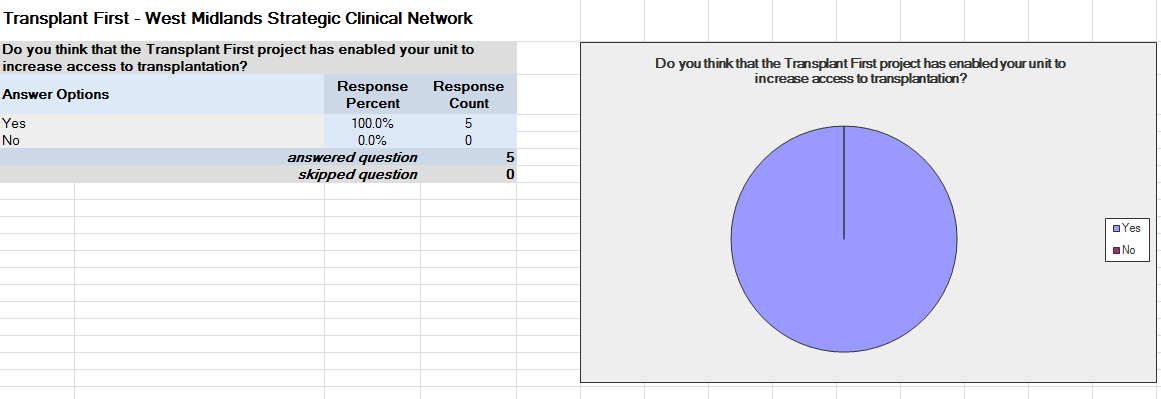 Transplant First - West Midlands Strategic Clinical Network
Do you think that the Transplant First project has enabled your unit to
increase access to transplantation?
Answer Options
Response
Percent
Response
Count
Yes
100.0%
5
No
0.0%
0
answered question
5
skipped question
0
Do you think that the Transplant First project has enabled your unit to
increase access to transplantation?
Yes
No